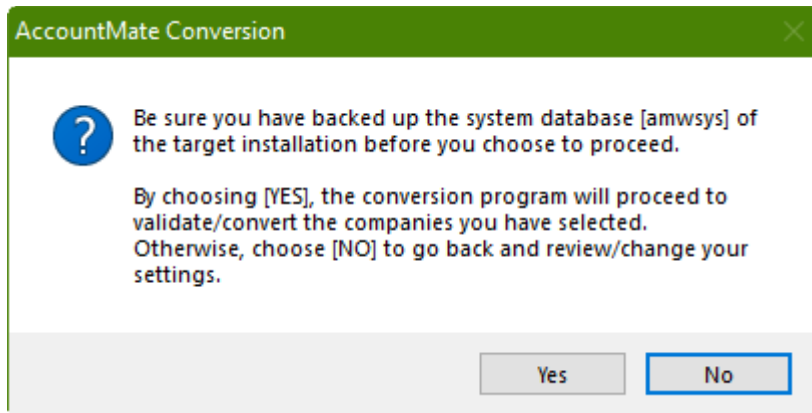 AccountMate Conversion
Be sure you have backed up the system database [amwsys] of
the target installation before you choose to proceed.
By choosing [YES], the conversion program will proceed to
validate/convert the companies you have selected.
Otherwise, choose [NO] to go back and review/change your
settings.
Yes
No